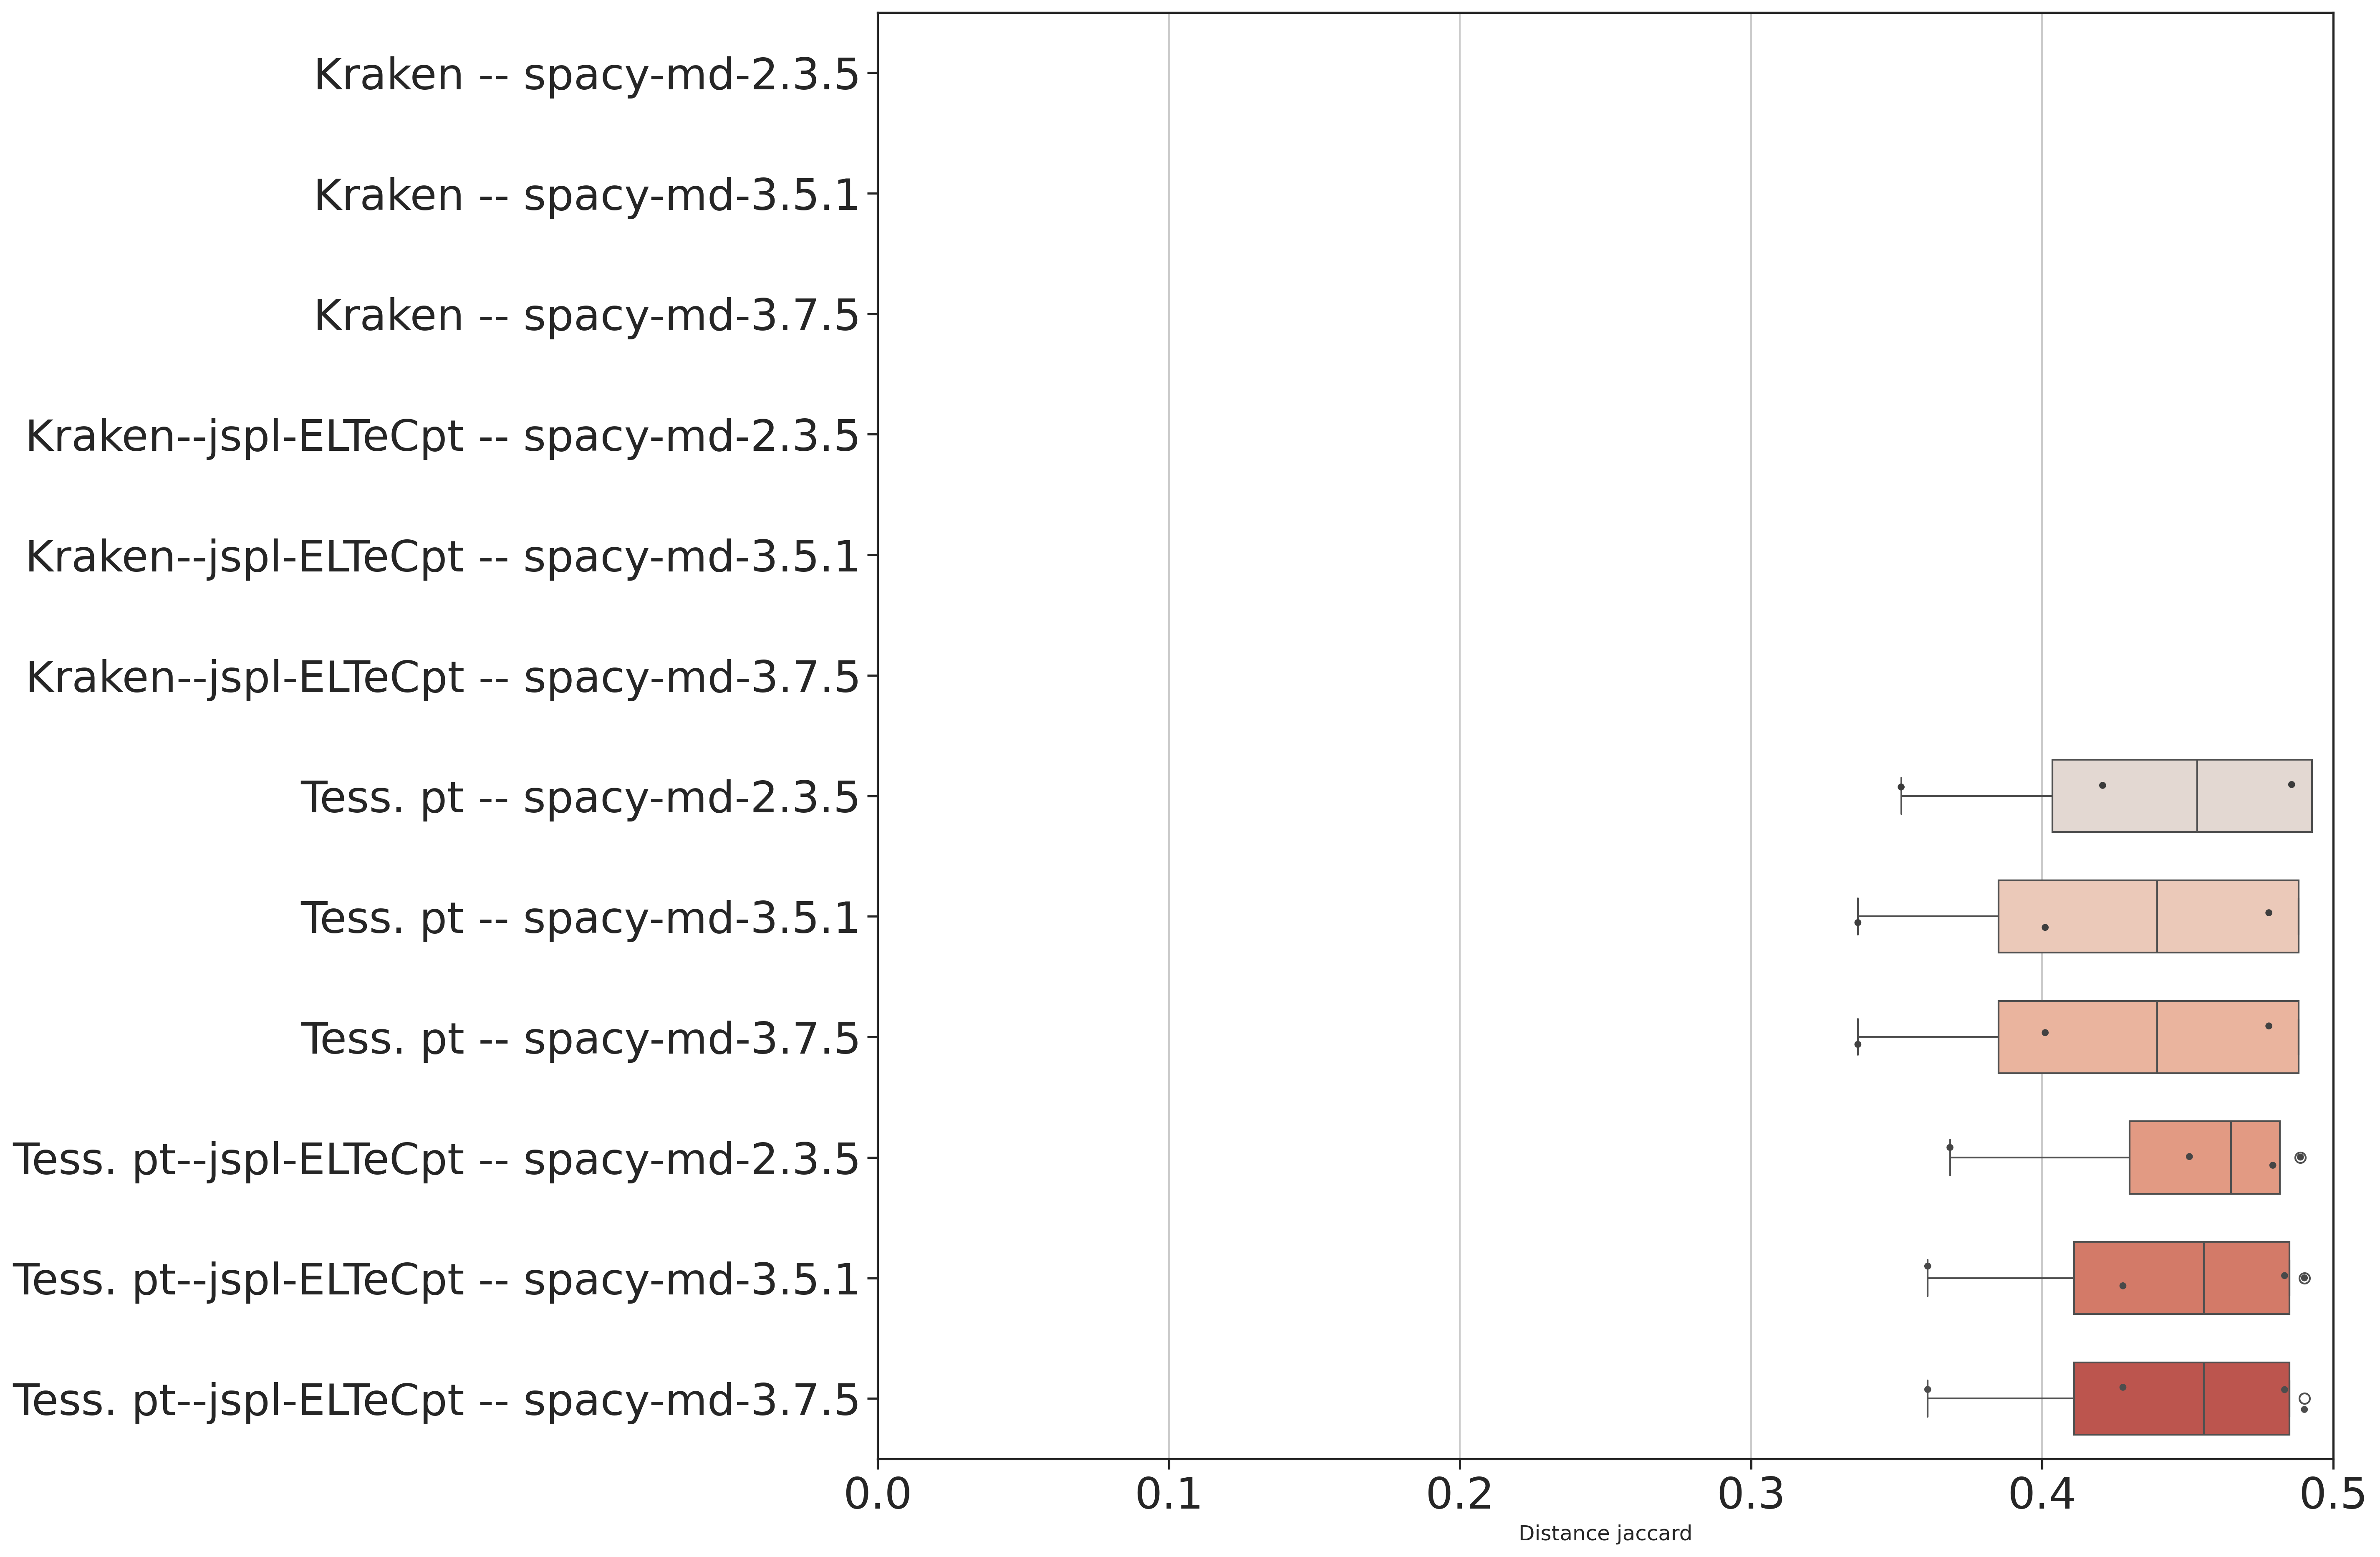 Kraken -- spacy-md-2.3.5
Kraken -- spacy-md-3.5.1
Kraken -- spacy-md-3.7.5
Kraken--jspl-ELTeCpt -- spacy-md-2.3.5
Kraken--jspl-ELTeCpt -- spacy-md-3.5.1
Kraken--jspl-ELTeCpt -- spacy-md-3.7.5
Tess. pt -- spacy-md-2.3.5
Tess. pt -- spacy-md-3.5.1
Tess. pt -- spacy-md-3.7.5
Tess. pt--jspl-ELTeCpt -- spacy-md-2.3.5
Tess. pt--jspl-ELTeCpt -- spacy-md-3.5.1
Tess. pt--jspl-ELTeCpt -- spacy-md-3.7.5
0.0 0.1 0.2 0.3 0.4 0.5
Distance jaccard